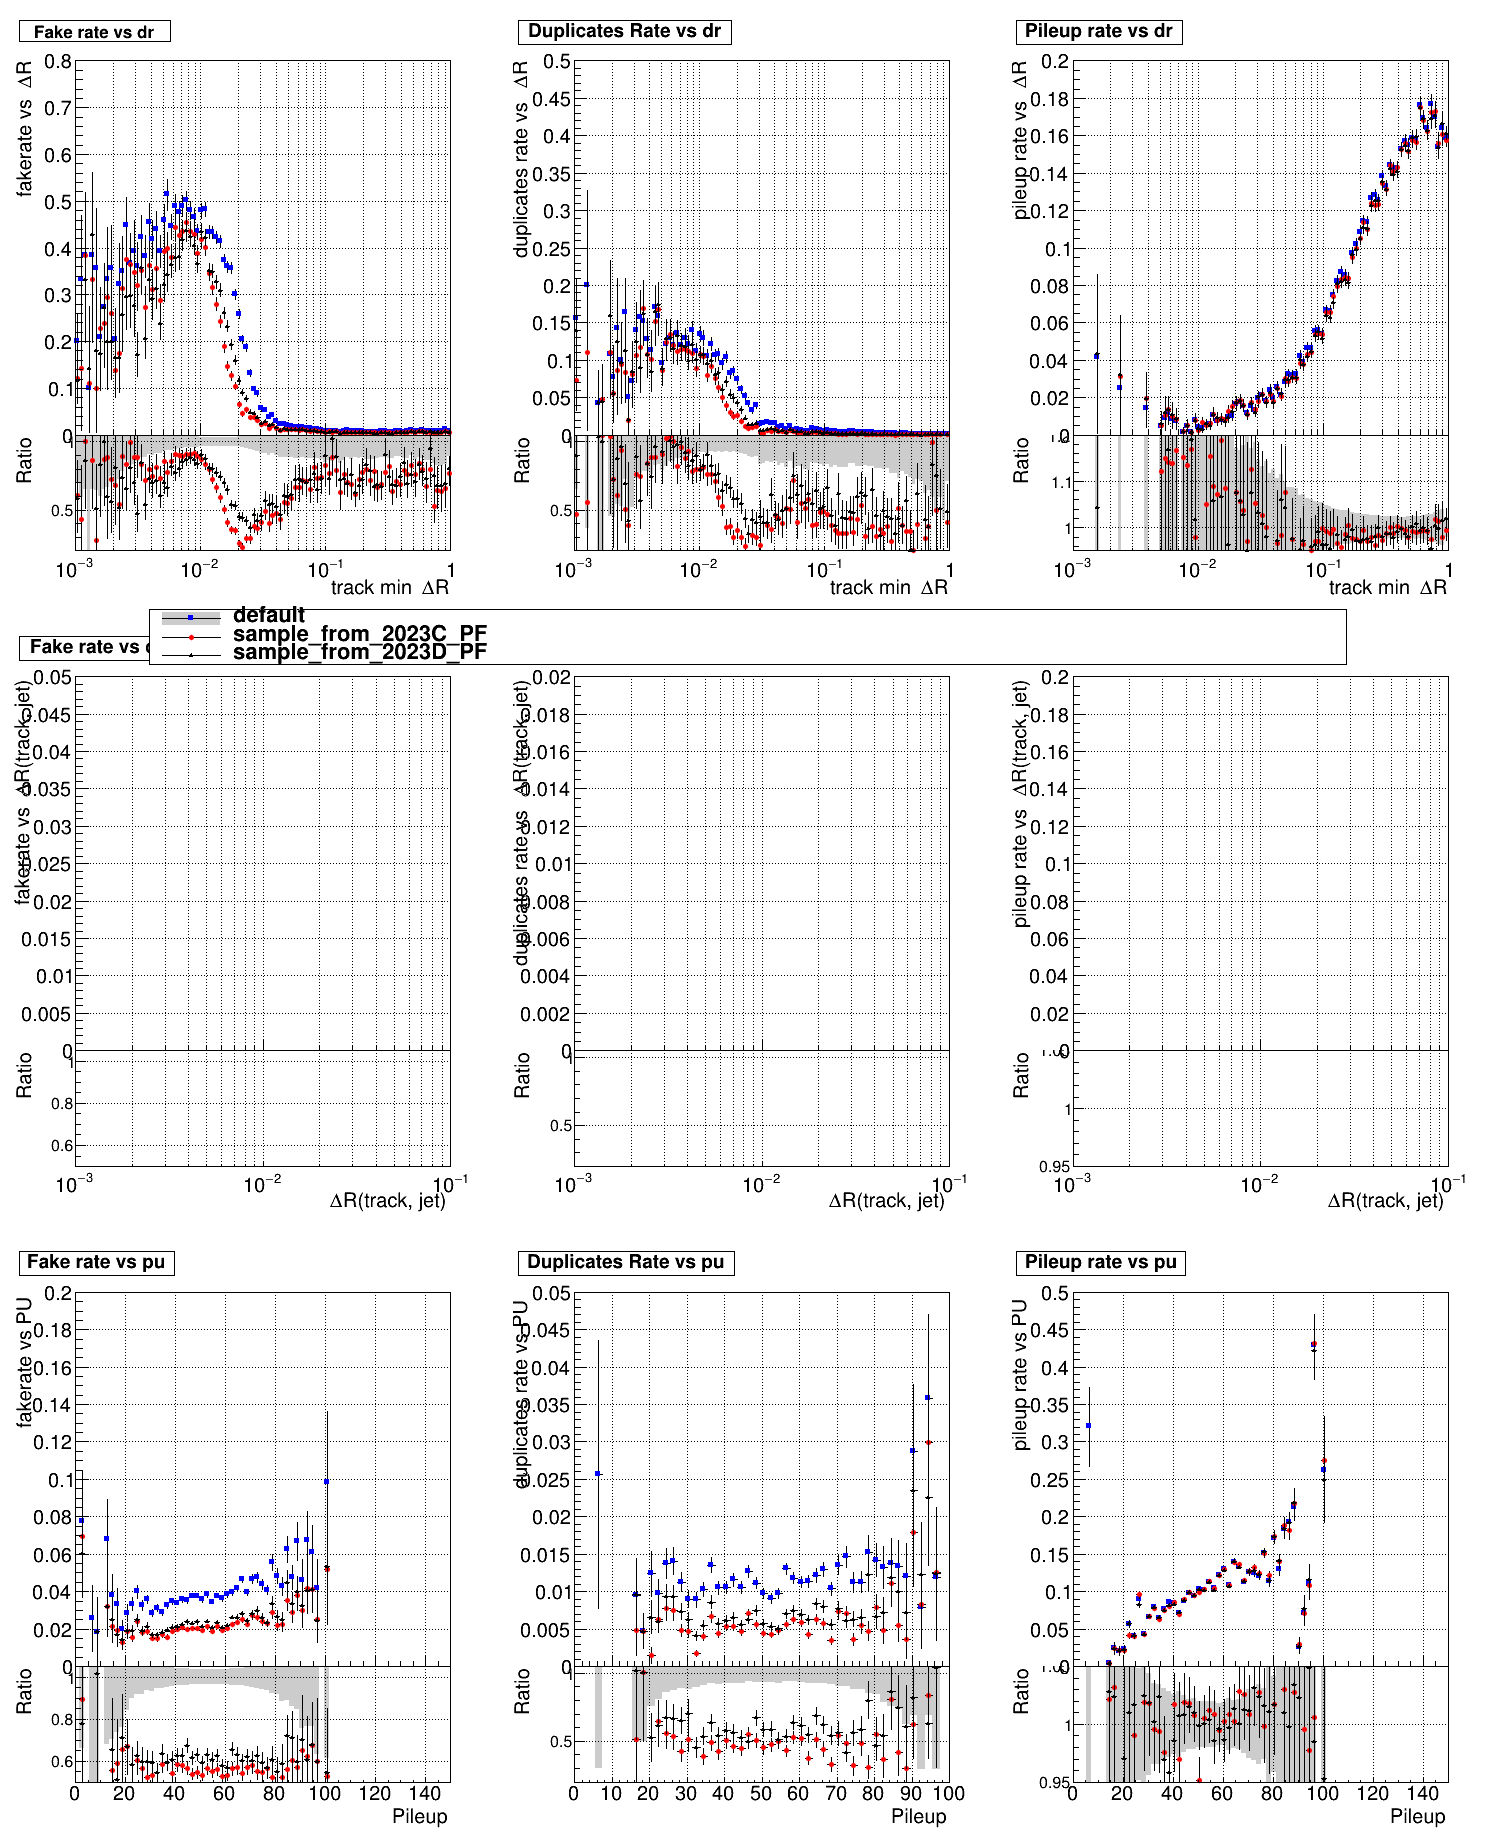 Fake rate vs dr
Duplicates Rate vs dr
Pileup rate vs dr
fakerate vs ΔR
0.8
0.7
0.6
0.5
0.4
0.3
0.2
0.1
0
Ratio
0.5
10⁻³ 10⁻² 10⁻¹ 1
track min ΔR
duplicates rate vs ΔR
0.5
0.45
0.4
0.35
0.3
0.25
0.2
0.15
0.1
0.05
0
Ratio
0.5
10⁻³ 10⁻² 10⁻¹ 1
track min ΔR
pileup rate vs ΔR
0.2
0.18
0.16
0.14
0.12
0.1
0.08
0.06
0.04
0.02
0
Ratio
1.1
1
10⁻³ 10⁻² 10⁻¹ 1
track min ΔR
default
sample_from_2023C_PF
sample_from_2023D_PF
Fake rate vs
fakerate vs ΔR(track, jet)
0.05
0.045
0.04
0.035
0.03
0.025
0.02
0.015
0.01
0.005
0
Ratio
1
0.8
0.6
10⁻³ 10⁻² 10⁻¹
ΔR(track, jet)
duplicates rate vs ΔR(track, jet)
0.02
0.018
0.016
0.014
0.012
0.01
0.008
0.006
0.004
0.002
0
Ratio
1
0.5
10⁻³ 10⁻² 10⁻¹
ΔR(track, jet)
pileup rate vs ΔR(track, jet)
0.2
0.18
0.16
0.14
0.12
0.1
0.08
0.06
0.04
0.02
0
Ratio
1
0.95
10⁻³ 10⁻² 10⁻¹
ΔR(track, jet)
Fake rate vs pu
Duplicates Rate vs pu
Pileup rate vs pu
fakerate vs PU
0.2
0.18
0.16
0.14
0.12
0.1
0.08
0.06
0.04
0.02
0
Ratio
1
0.8
0.6
0 20 40 60 80 100 120 140
Pileup
duplicates rate vs PU
0.05
0.045
0.04
0.035
0.03
0.025
0.02
0.015
0.01
0.005
0
Ratio
1
0.5
0 10 20 30 40 50 60 70 80 90 100
Pileup
pileup rate vs PU
0.5
0.45
0.4
0.35
0.3
0.25
0.2
0.15
0.1
0.05
0
Ratio
1
0.95
0 20 40 60 80 100 120 140
Pileup